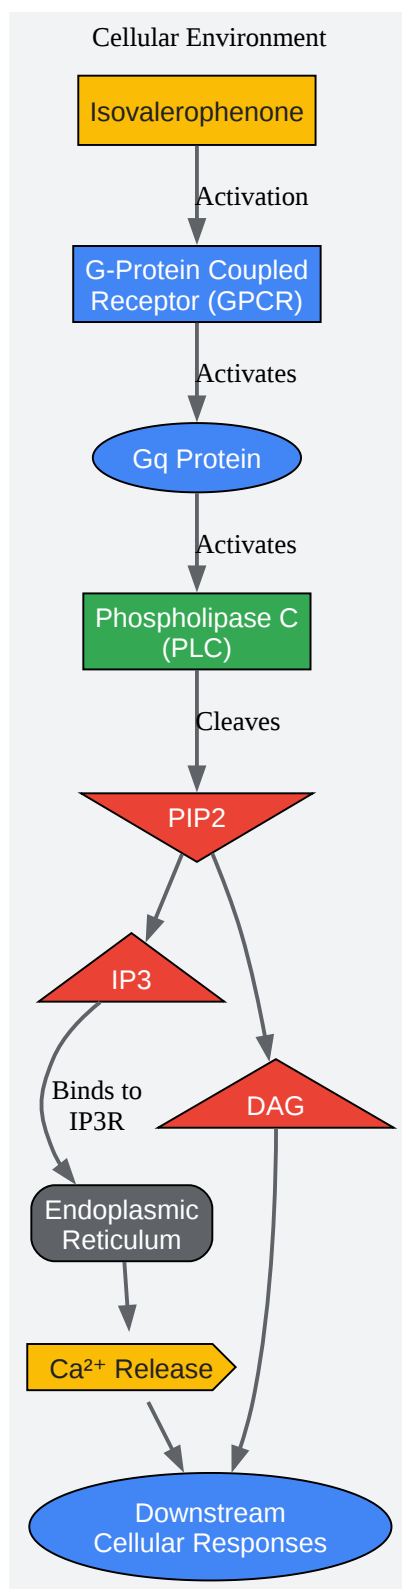 Cellular Environment
Isovalerophenone
Activation
G-Protein Coupled
Receptor (GPCR)
Activates
Gq Protein
Activates
Phospholipase C
(PLC)
Cleaves
PIP2
IP3
DAG
Binds to
IP3R
Endoplasmic
Reticulum
Ca²⁺ Release
Downstream
Cellular Responses